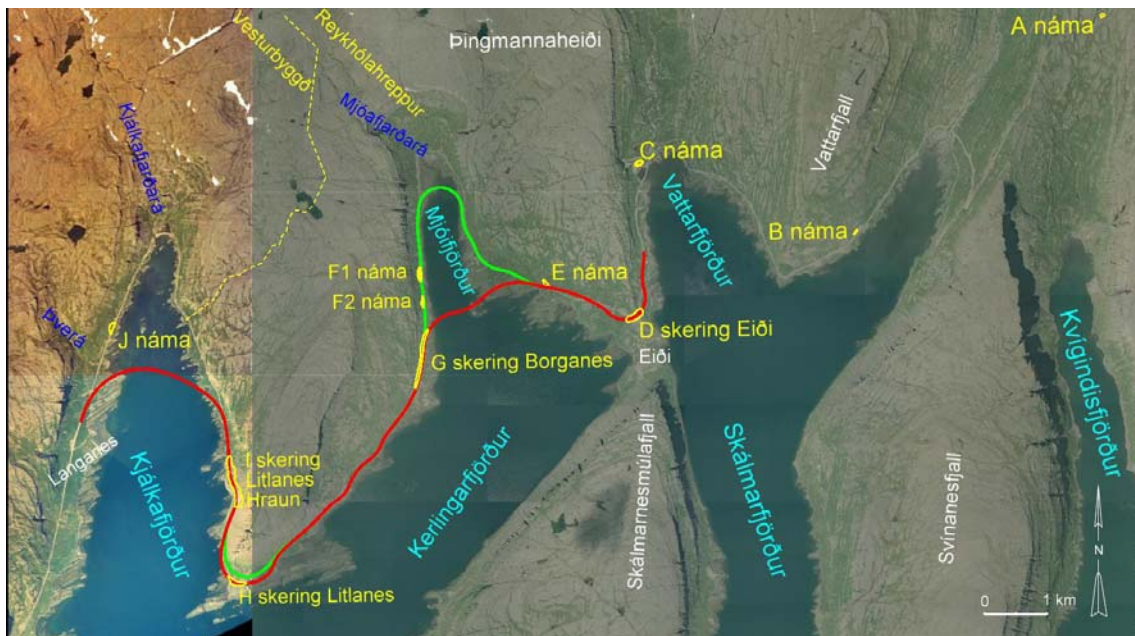 A náma
Þingmannaheiði
Reykhólahreppur
Vesturbyggð
Kjálkafjarðará
Mjóafjarðará
Vattarfjall
C náma
Vattarfjörður
B náma
Mjóifjörður
F1 náma
E náma
F2 náma
J náma
Þverá
D skering Eiði
Eiði
G skering Borganes
Kvígindisfjörður
Langanes
Kjálkafjörður
I skering
Litlanes
Hraun
Kerlingarfjörður
Skálmarnesmúlafjall
Skálmarfjörður
Svínanesfjall
H skering Litlanes
N
0 1 km